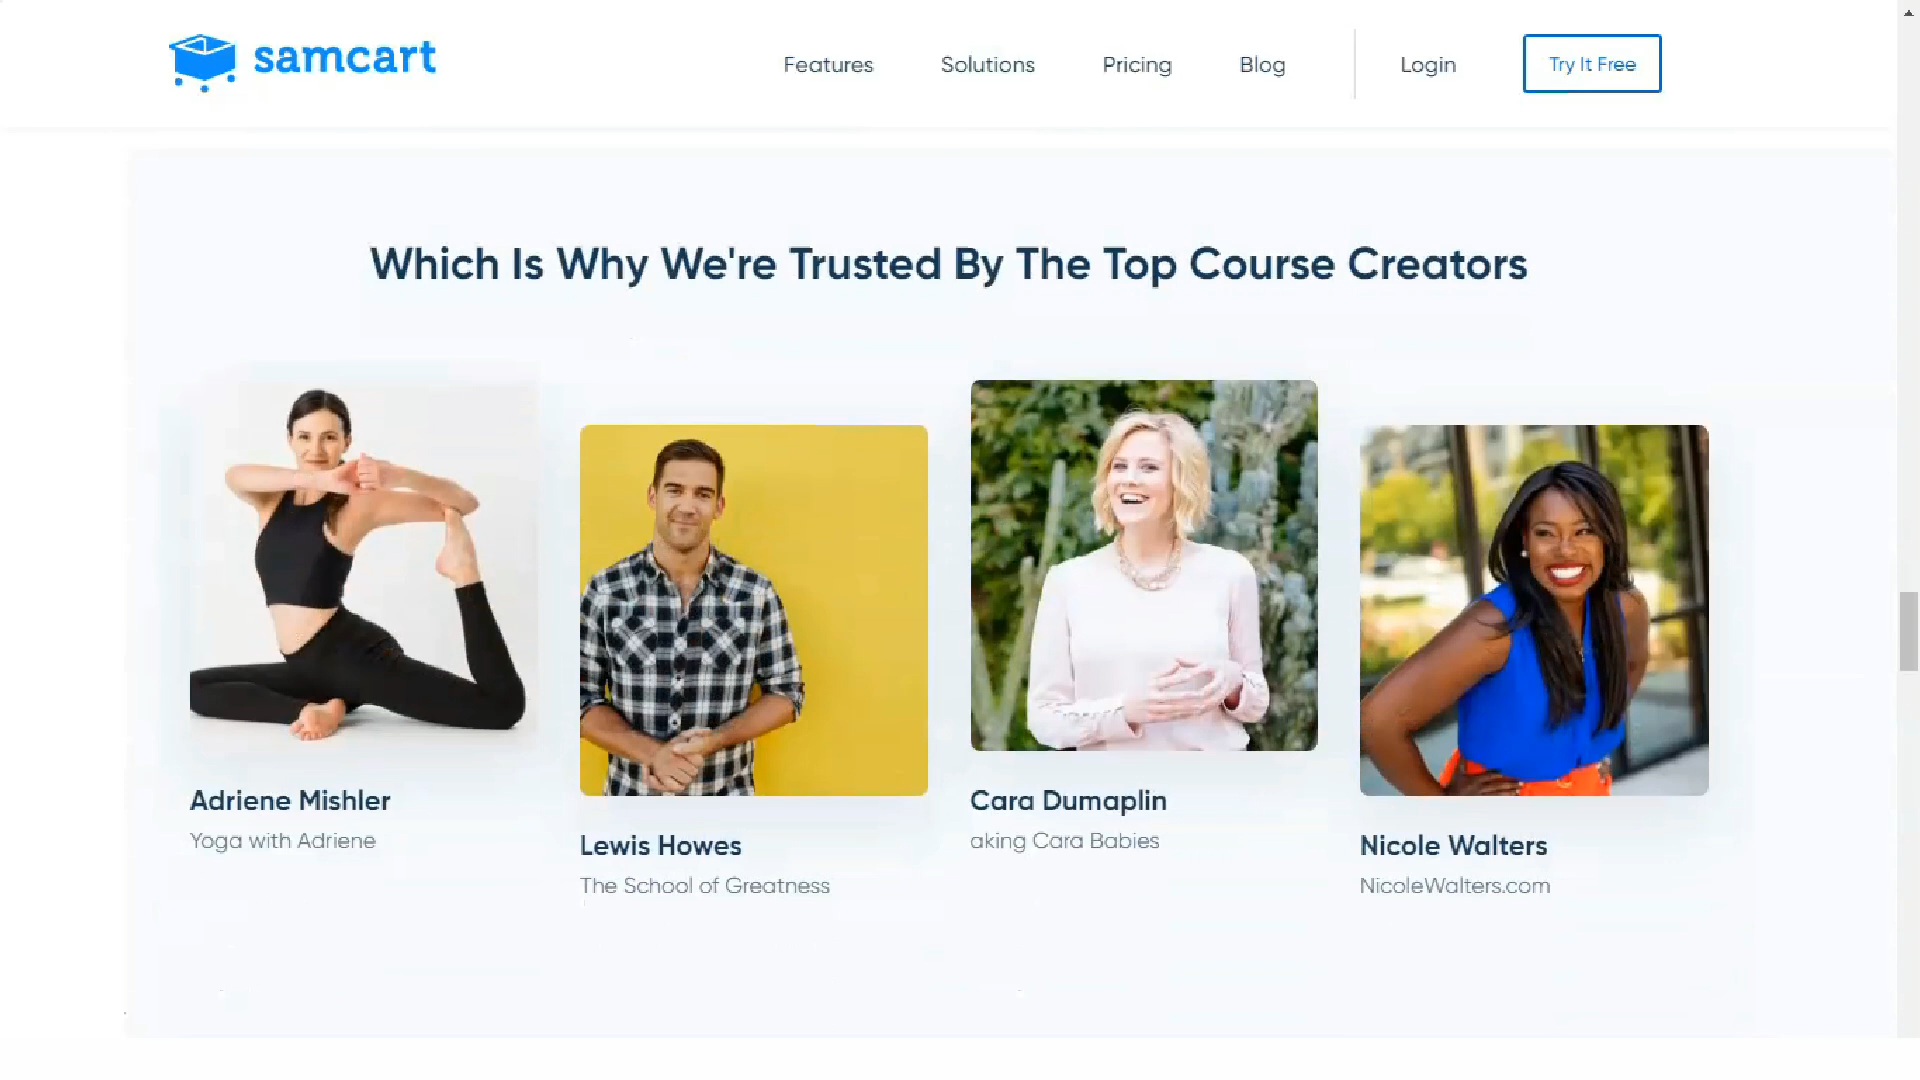 samcart
Features
Solutions
Pricing
Blog
Login
Try It Free
Which Is Why We're Trusted By The Top Course Creators
Adriene Mishler
Yoga with Adriene
Lewis Howes
The School of Greatness
Cara Dumaplin
aking Cara Babies
Nicole Walters
NicoleWalters.com